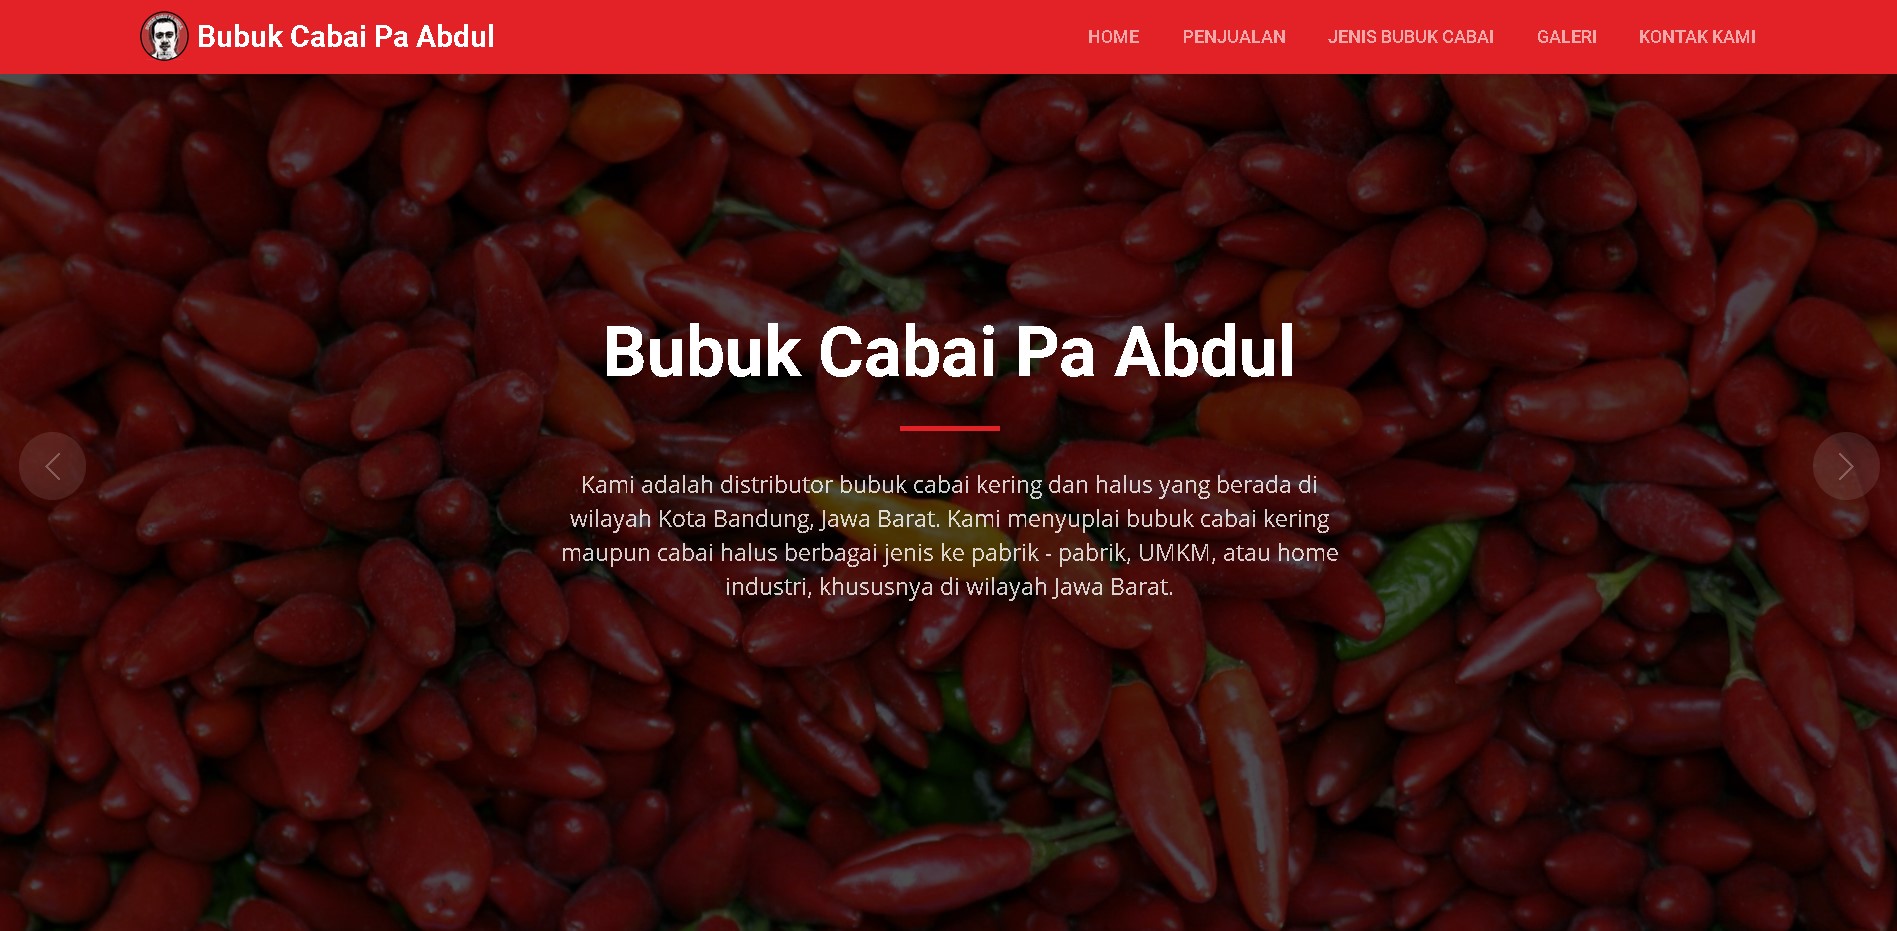 Bubuk Cabai Pa Abdul
HOME PENJUALAN JENIS BUBUK CABAI GALERI KONTAK KAMI
Bubuk Cabai Pa Abdul
Kami adalah distributor bubuk cabai kering dan halus yang berada di
wilayah Kota Bandung, Jawa Barat. Kami menyuplai bubuk cabai kering
maupun cabai halus berbagai jenis ke pabrik - pabrik, UMKM, atau home
industri, khususnya di wilayah Jawa Barat.